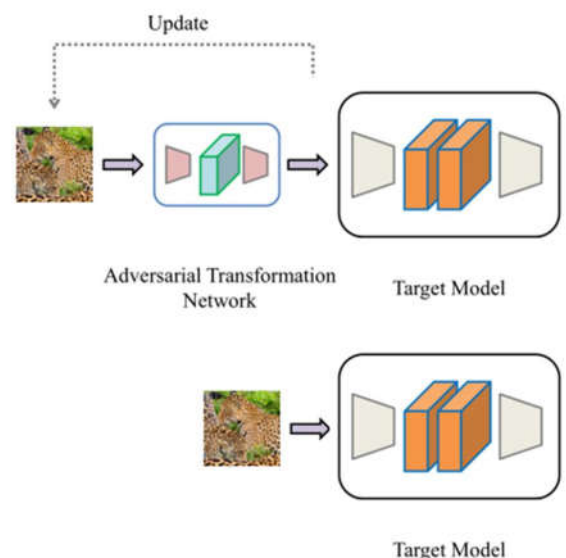 Update
Adversarial Transformation
Network
Target Model
Target Model